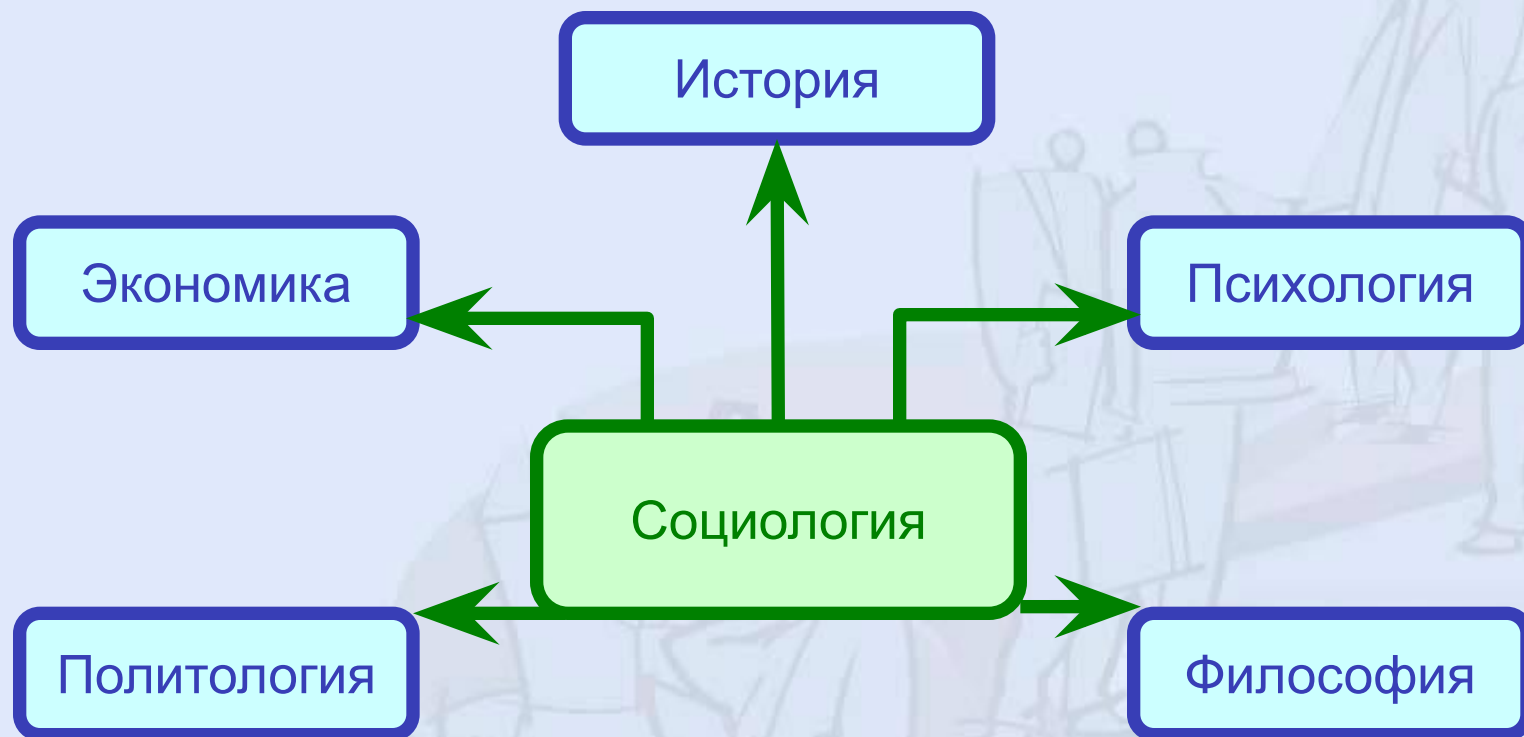 История
Экономика
Психология
Социология
Политология
Философия